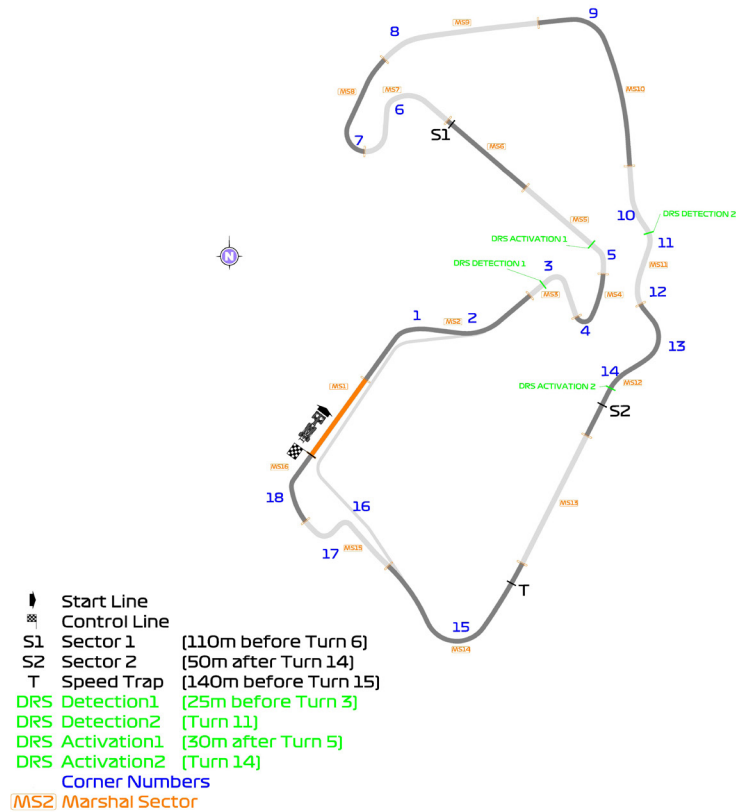 9
8
MS9
MS7
MS8
6
MS10
S1
7
MS6
10
DRS DETECTION 2
MS5
11
DRS ACTIVATION 1
5
N
DRS DETECTION 1
3
MS11
MS3
MS4
12
1
MS2
2
4
13
14
MS1
DRS ACTIVATION 2
MS12
S2
MS16
18
16
MS13
17
MS15
T
15
MS14
Start Line
Control Line
S1 Sector 1 (110m before Turn 6)
S2 Sector 2 (50m after Turn 14)
T Speed Trap (140m before Turn 15)
DRS Detection1 (25m before Turn 3)
DRS Detection2 (Turn 11)
DRS Activation1 (30m after Turn 5)
DRS Activation2 (Turn 14)
Corner Numbers
MS2 Marshal Sector